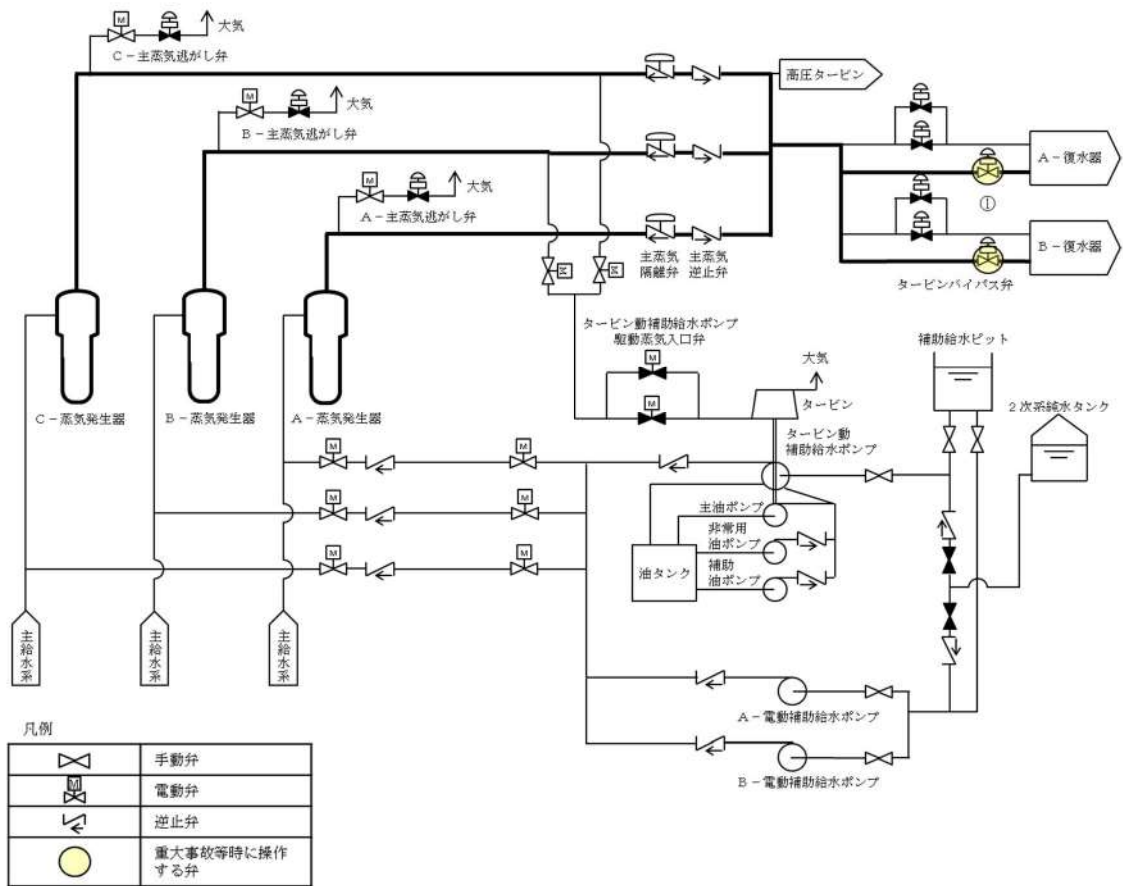 M
大気
C－主蒸気逃がし弁
高圧タービン
M
大気
B－主蒸気逃がし弁
A－復水器
M
大気
A－主蒸気逃がし弁
①
主蒸気
隔離弁
主蒸気
逆止弁
B－復水器
M
M
タービンバイパス弁
タービン動補助給水ポンプ
駆動蒸気入口弁
M
M
大気
タービン
補助給水ピット
2次系純水タンク
C－蒸気発生器
B－蒸気発生器
A－蒸気発生器
タービン動
補助給水ポンプ
M
M
M
M
M
M
主油ポンプ
非常用
油ポンプ
補助
油ポンプ
油タンク
主給水系
主給水系
主給水系
A－電動補助給水ポンプ
B－電動補助給水ポンプ
凡例
手動弁
M
電動弁
逆止弁
重大事故等時に操作
する弁